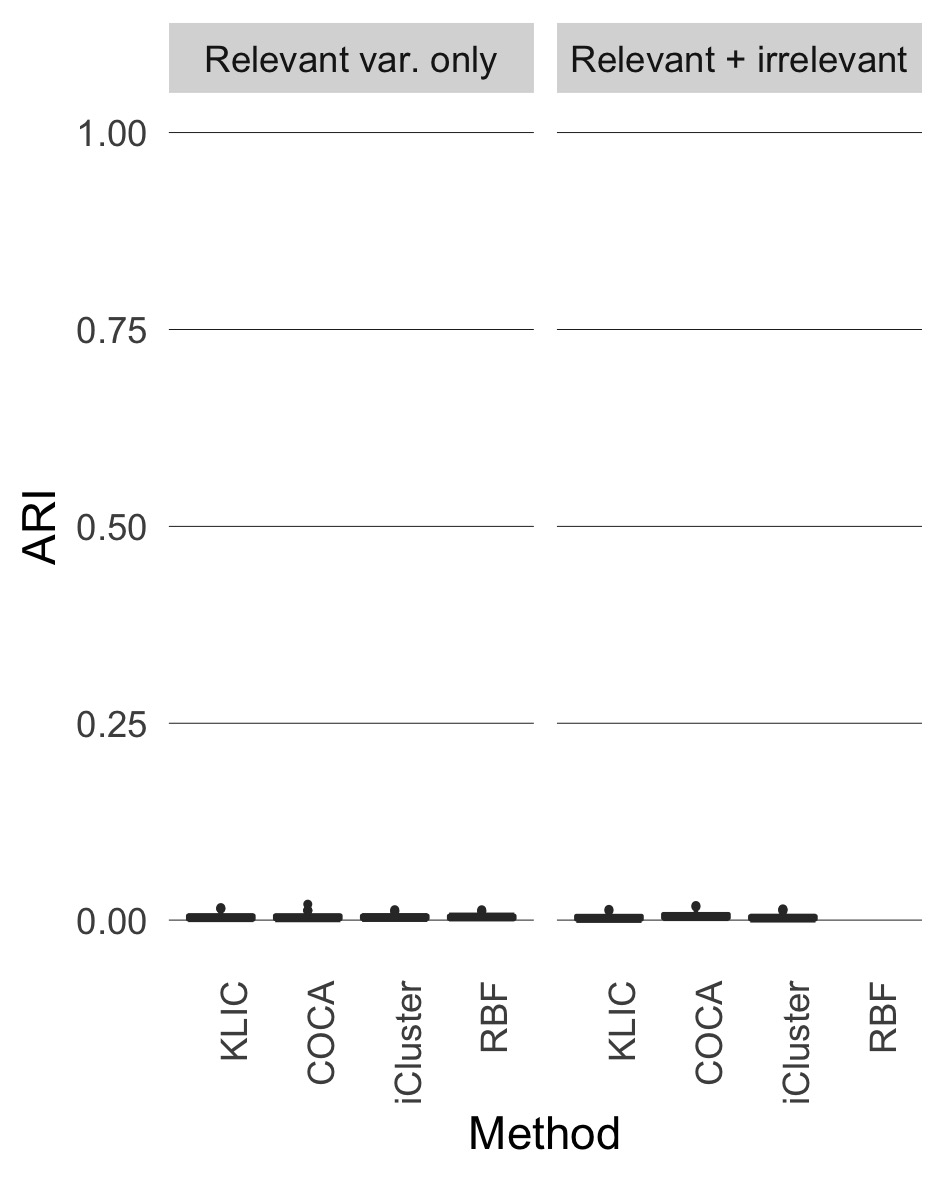 Relevant var. only
Relevant + irrelevant
1.00
0.75
0.50
0.25
0.00
ARI
KLIC
COCA
iCluster
RBF
KLIC
COCA
iCluster
RBF
Method